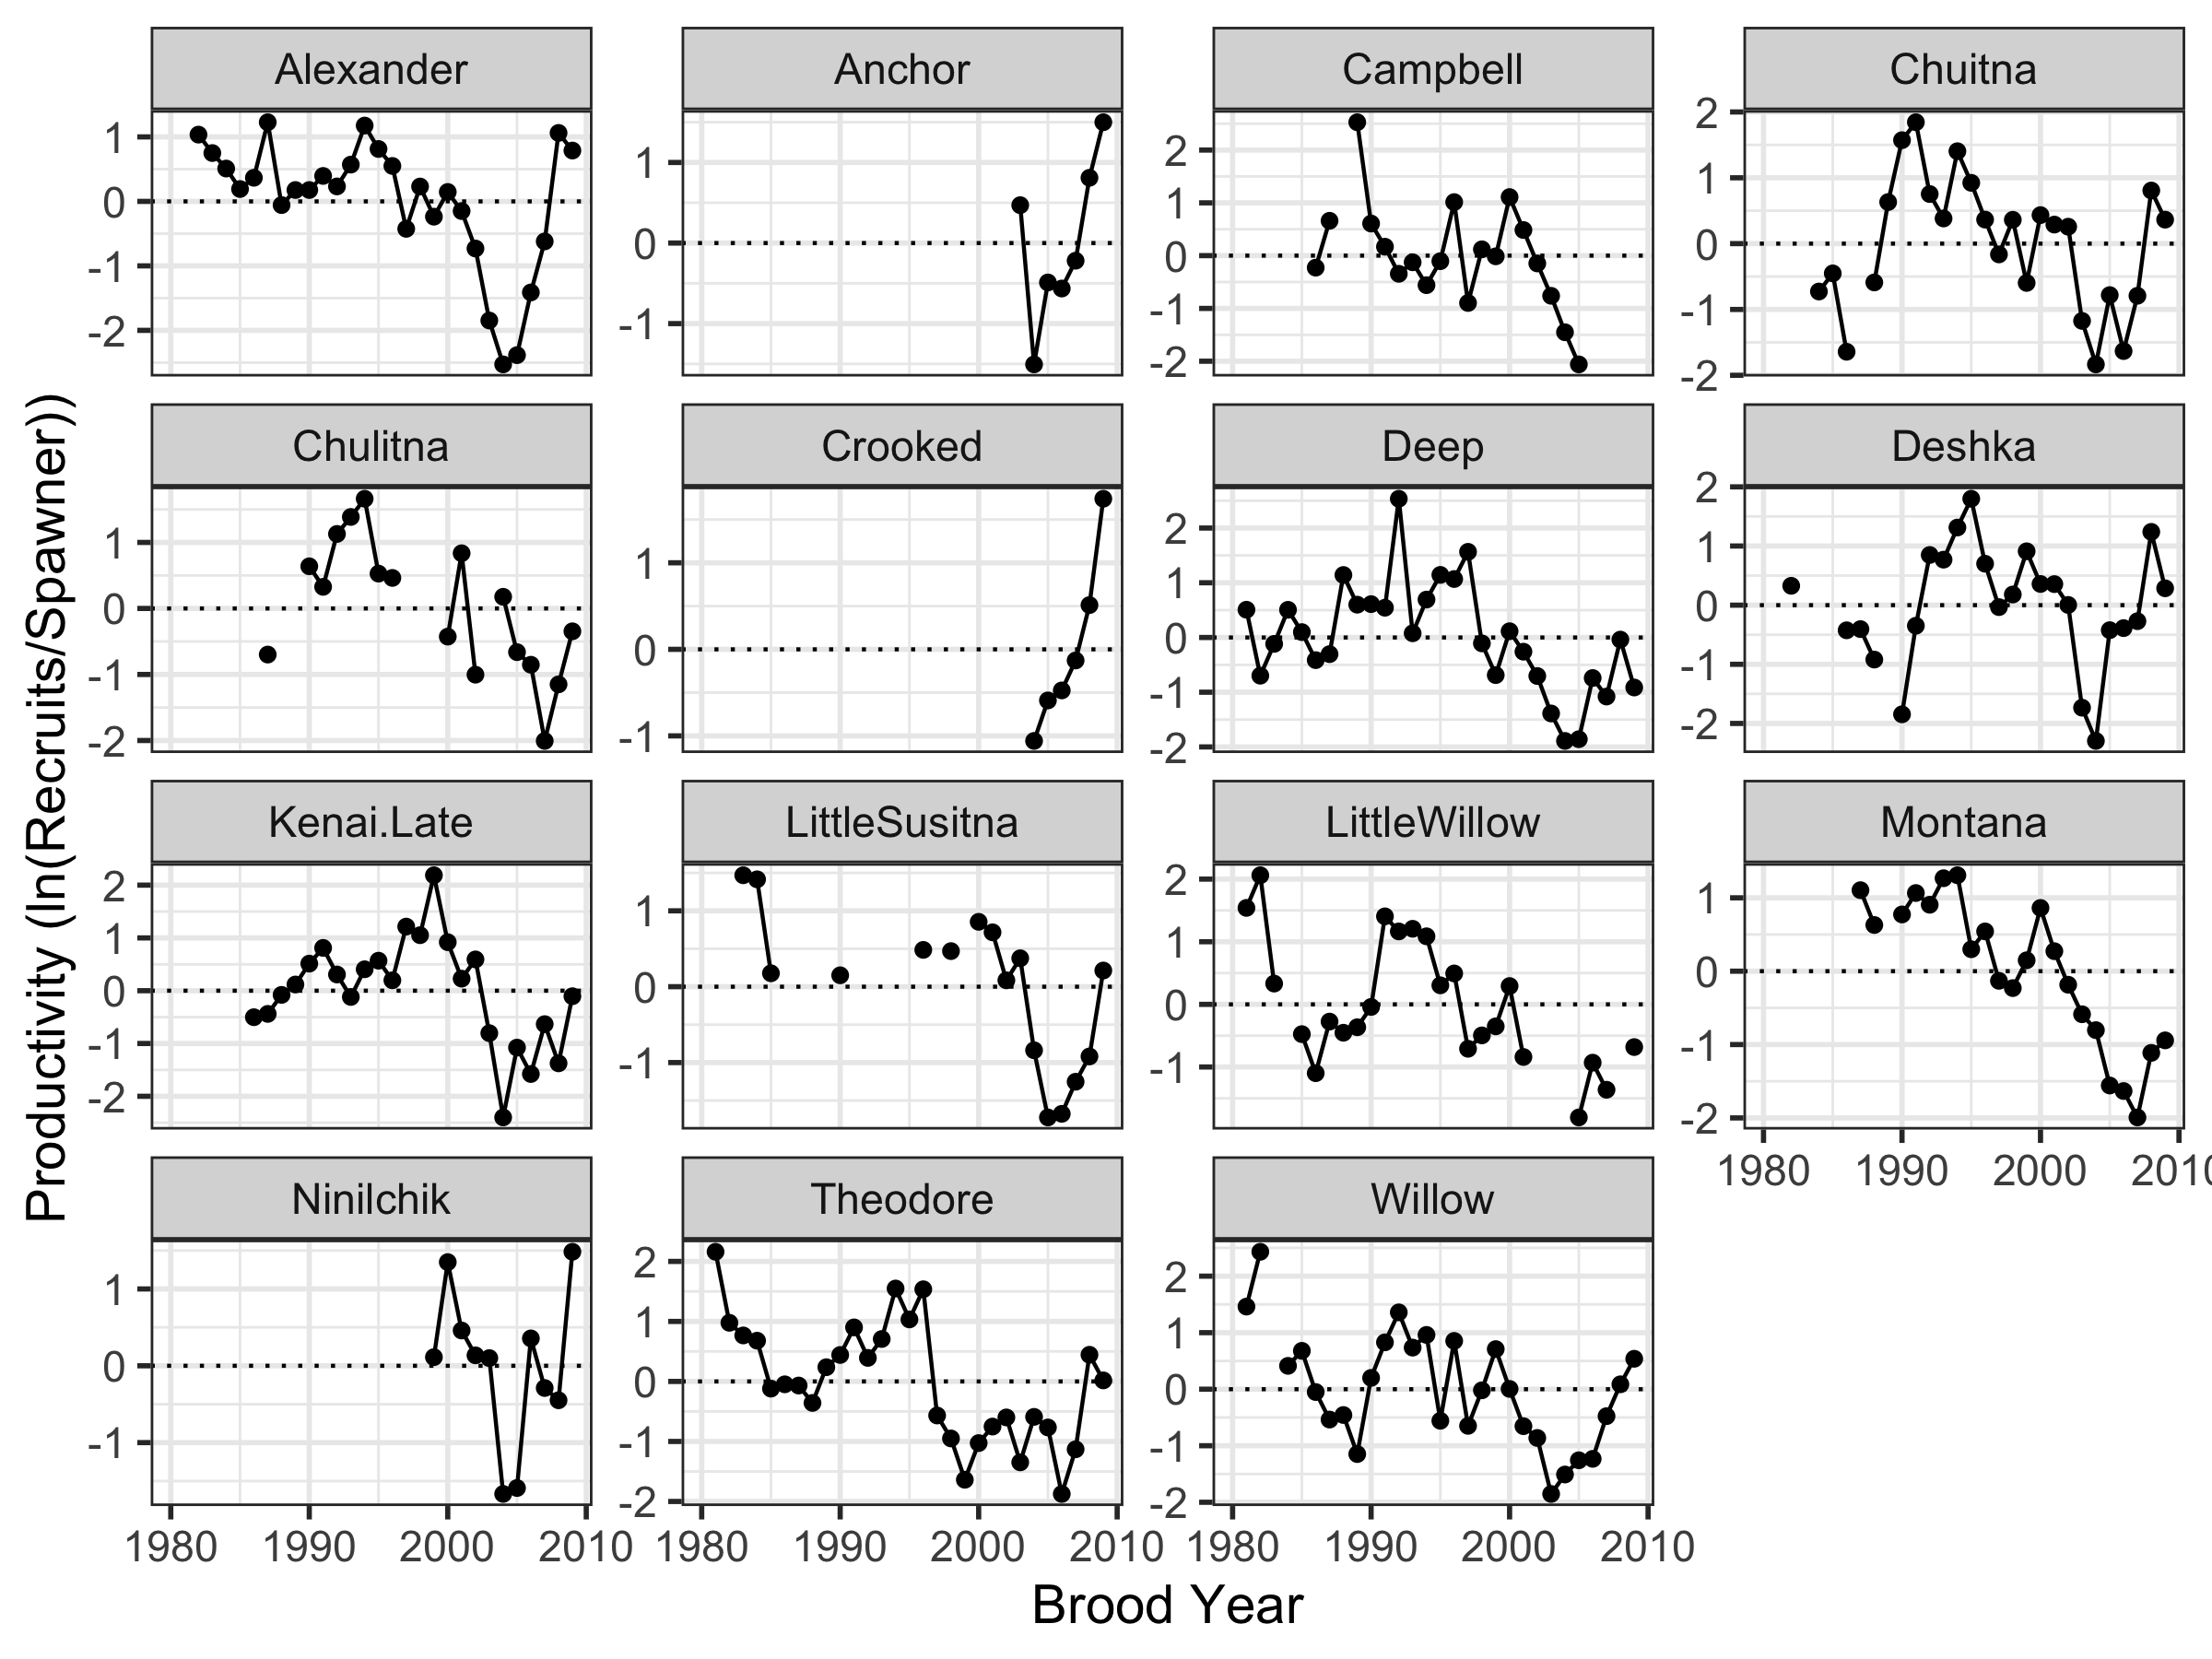 Alexander Anchor Campbell Chuitna
1 0 -1 -2
1 0 -1
2 1 0 -1 -2
2 1 0 -1 -2
Chulitna Crooked Deep Deshka
1 0 -1 -2
1 0 -1
2 1 0 -1 -2
2 1 0 -1 -2
Productivity (ln(Recruits/Spawner))
Kenai.Late LittleSusitna LittleWillow Montana
2 1 0 -1 -2
1 0 -1
2 1 0 -1
1 0 -1 -2
1980 1990 2000 201
Ninilchik Theodore Willow
1 0 -1
2 1 0 -1 -2
2 1 0 -1 -2
1980 1990 2000 2010 1980 1990 2000 2010 1980 1990 2000 2010
Brood Year